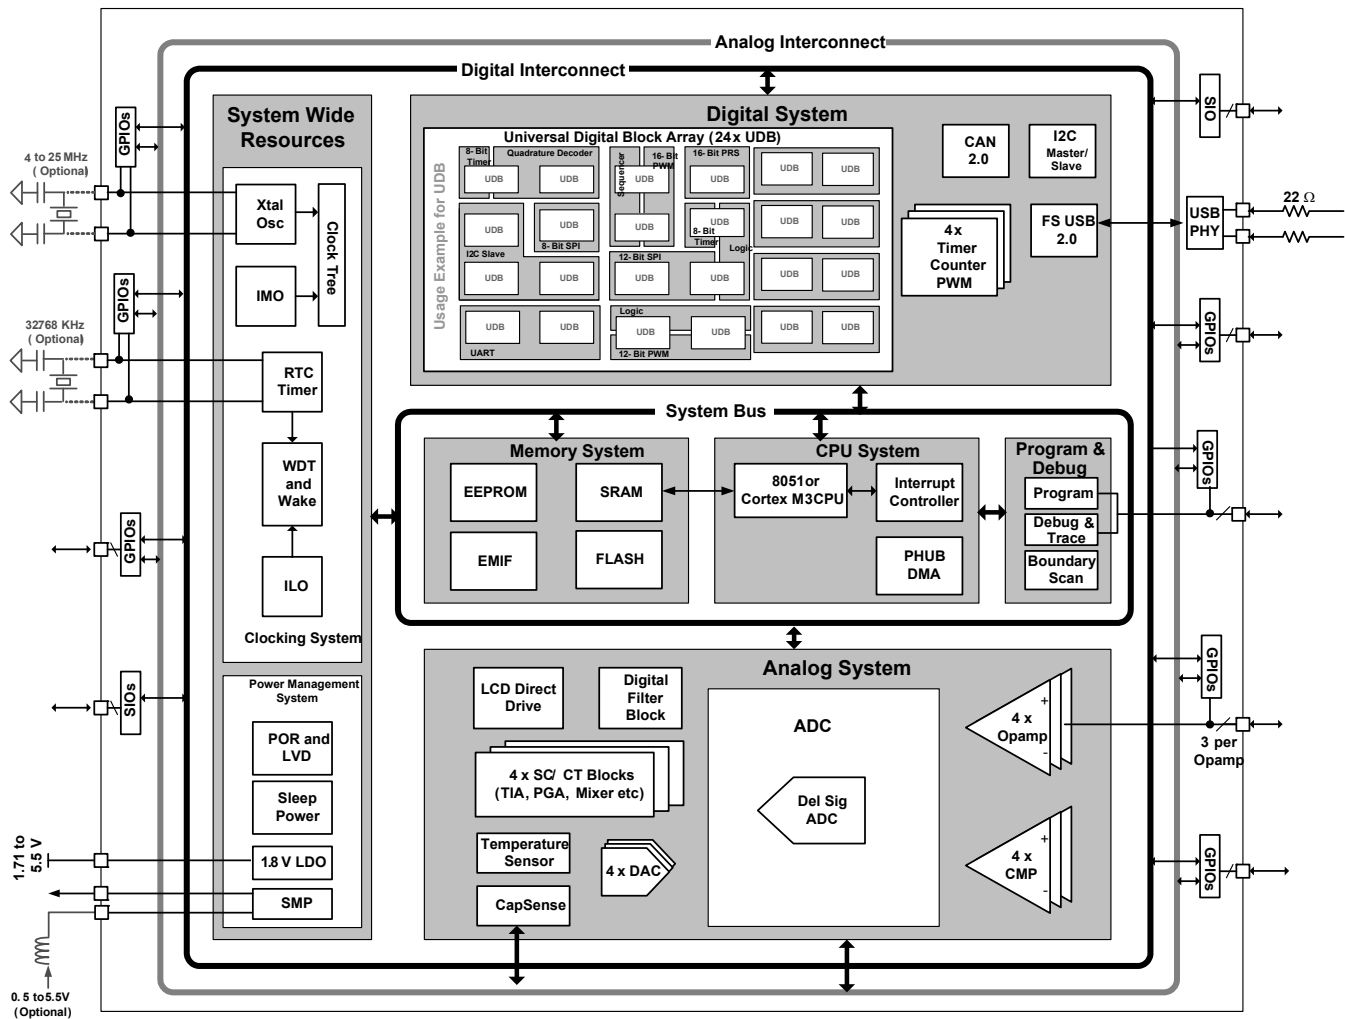 Analog Interconnect
Digital Interconnect
System Wide
Resources
4 to 25 MHz
( Optional)
GPIOs
Xtal
Osc
IMO
Clock Tree
32768 KHz
( Optional)
GPIOs
RTC
Timer
WDT
and
Wake
ILO
Clocking System
GPIOs
SIOs
Power Management
System
POR and
LVD
Sleep
Power
1.8 V LDO
SMP
1.71 to
5.5 V
0. 5 to 5.5V
(Optional)
Digital System
Universal Digital Block Array (24x UDB)
Usage Example for UDB
8- Bit
Timer
Quadrature Decoder
Sequencer
16- Bit
PWM
16- Bit PRS
UDB
UDB
UDB
UDB
UDB
UDB
UDB
UDB
UDB
UDB
UDB
UDB
I2C Slave
8- Bit SPI
8- Bit
Timer
Logic
12- Bit SPI
UDB
UDB
UDB
UDB
UDB
UDB
UDB
UDB
UDB
UDB
UDB
UDB
Logic
UART
12- Bit PWM
CAN
2.0
I2C
Master/
Slave
4x
Timer
Counter
PWM
FS USB
2.0
SIO
USB
PHY
22 Ω
GPIOs
System Bus
Memory System
EEPROM
SRAM
EMIF
FLASH
CPU System
8051or
Cortex M3CPU
Interrupt
Controller
PHUB
DMA
Program &
Debug
Program
Debug &
Trace
Boundary
Scan
GPIOs
Analog System
LCD Direct
Drive
Digital
Filter
Block
4 x SC/ CT Blocks
(TIA, PGA, Mixer etc)
Temperature
Sensor
4 x DAC
CapSense
ADC
Del Sig
ADC
+
4 x
Opamp
-
+
4 x
CMP
-
GPIOs
3 per
Opamp
GPIOs